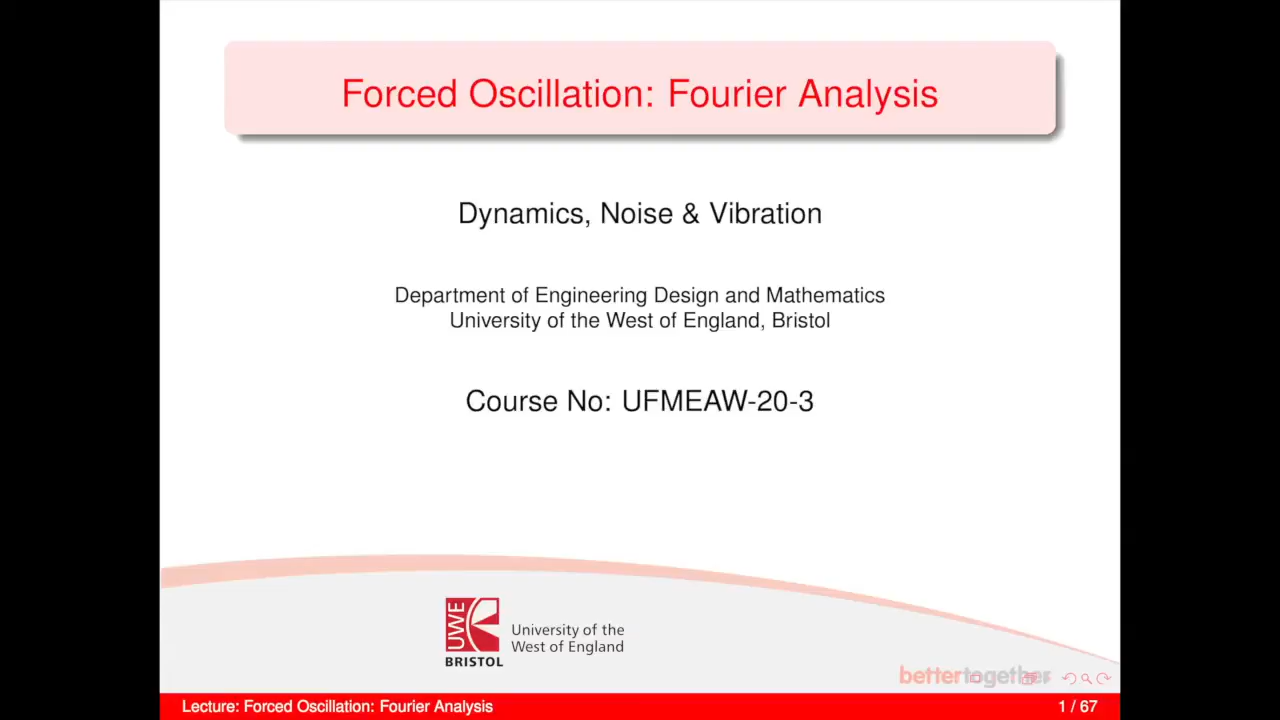 Forced Oscillation: Fourier Analysis
Dynamics, Noise & Vibration
Department of Engineering Design and Mathematics
University of the West of England, Bristol
Course No: UFMEAW-20-3
UWE
BRISTOL
University of the
West of England
bettertogether
Lecture: Forced Oscillation: Fourier Analysis
1 / 67